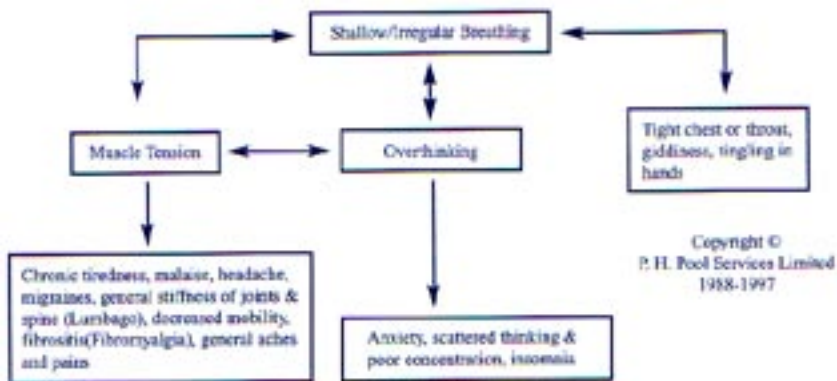 Shallow/Irregular Breathing
Muscle Tension
Overthinking
Tight chest or throat,
giddiness, tingling in
hands
Copyright ©
P. H. Pool Services Limited
1988-1997
Chronic tiredness, malaise, headache,
migraines, general stiffness of joints &
spine (Lumbago), decreased mobility,
fibrositis(Fibromyalgia), general aches
and pains
Anxiety, scattered thinking &
poor concentration, insomnia